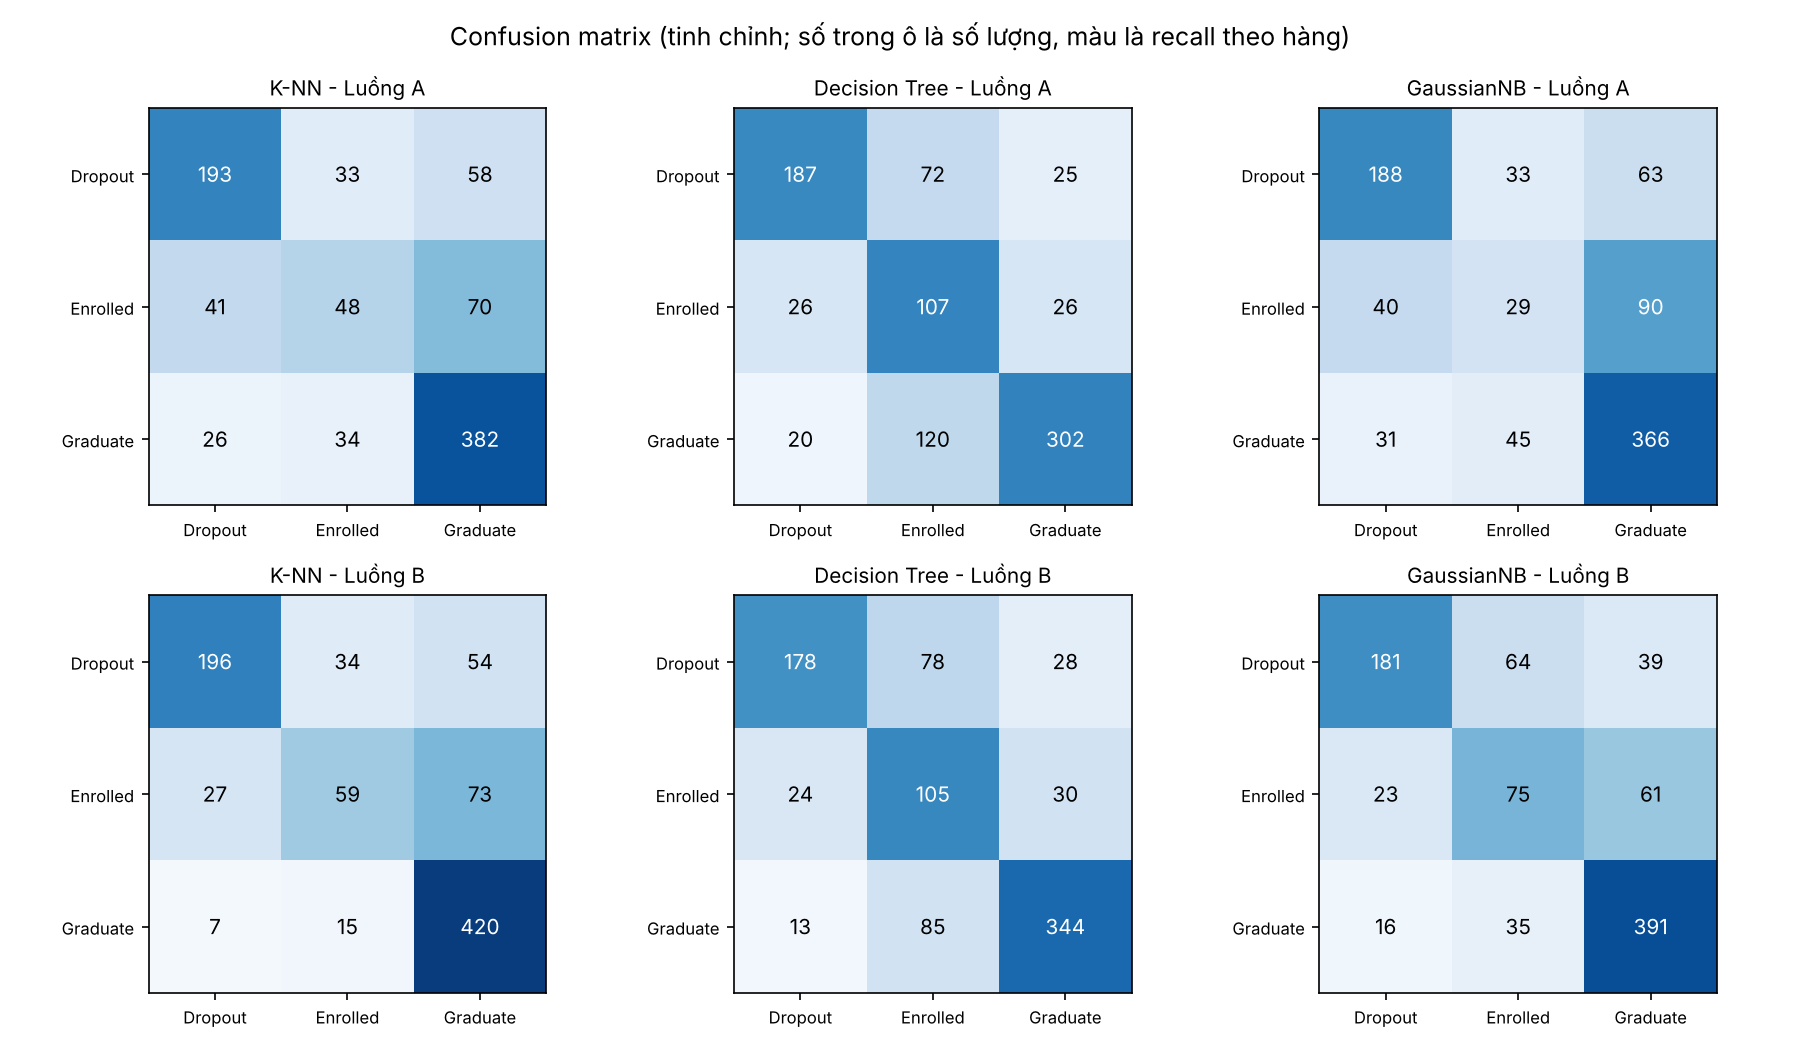 Confusion matrix (tinh chỉnh; số trong ô là số lượng, màu là recall theo hàng)
K-NN - Luồng A
Dropout 193 33 58
Enrolled 41 48 70
Graduate 26 34 382
Dropout Enrolled Graduate
Decision Tree - Luồng A
Dropout 187 72 25
Enrolled 26 107 26
Graduate 20 120 302
Dropout Enrolled Graduate
GaussianNB - Luồng A
Dropout 188 33 63
Enrolled 40 29 90
Graduate 31 45 366
Dropout Enrolled Graduate
K-NN - Luồng B
Dropout 196 34 54
Enrolled 27 59 73
Graduate 7 15 420
Dropout Enrolled Graduate
Decision Tree - Luồng B
Dropout 178 78 28
Enrolled 24 105 30
Graduate 13 85 344
Dropout Enrolled Graduate
GaussianNB - Luồng B
Dropout 181 64 39
Enrolled 23 75 61
Graduate 16 35 391
Dropout Enrolled Graduate